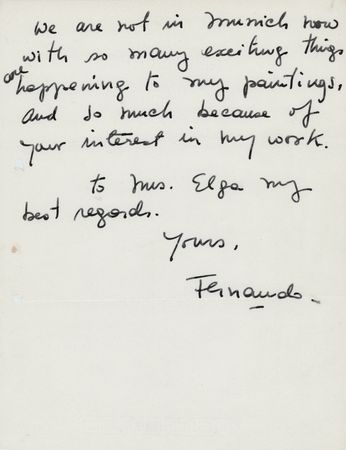 we are not in munich now
with so many exciting things
are happening to my paintings,
and so much because of
your interest in my work.
to Mrs. Elga my
best regards.
Yours,
Fernando.